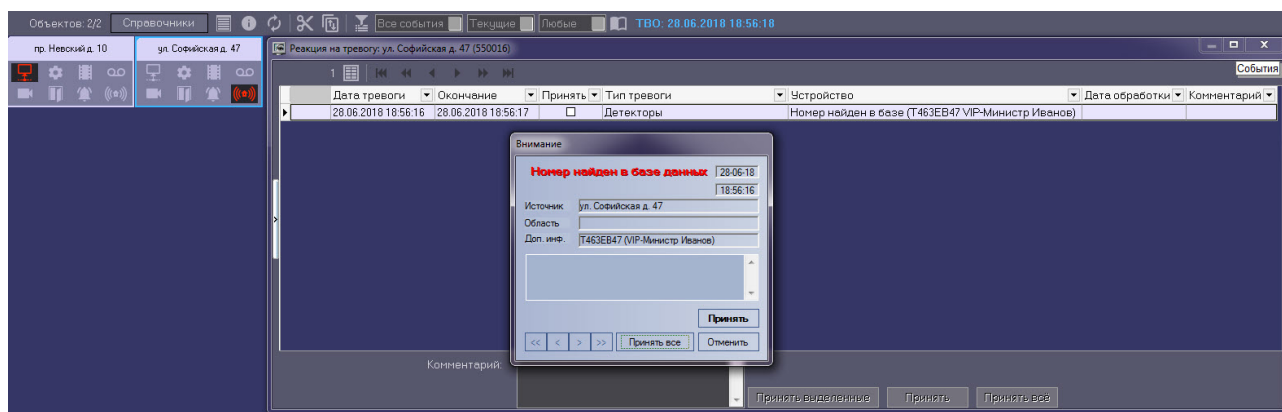 Объектов: 2/2 Справочники Все события Текущие Любые ТВО: 28.06.2018 18:56:18
пр. Невский д. 10 ул. Софийская д. 47
Реакция на тревогу: ул. Софийская д. 47 (550016)
1
События
Дата тревоги Окончание Принять Тип тревоги Устройство Дата обработки Комментарий
28.06.2018 18:56:16 28.06.2018 18:56:17 Детекторы Номер найден в базе (T463EB47 VIP-Министр Иванов)
Внимание
Номер найден в базе данных 28-06-18
18:56:16
Источник ул. Софийская д. 47
Область
Доп. инф. T463EB47 (VIP-Министр Иванов)
Принять
<< < > >> Принять все Отменить
Комментарий:
Принять выделенные Принять Принять все